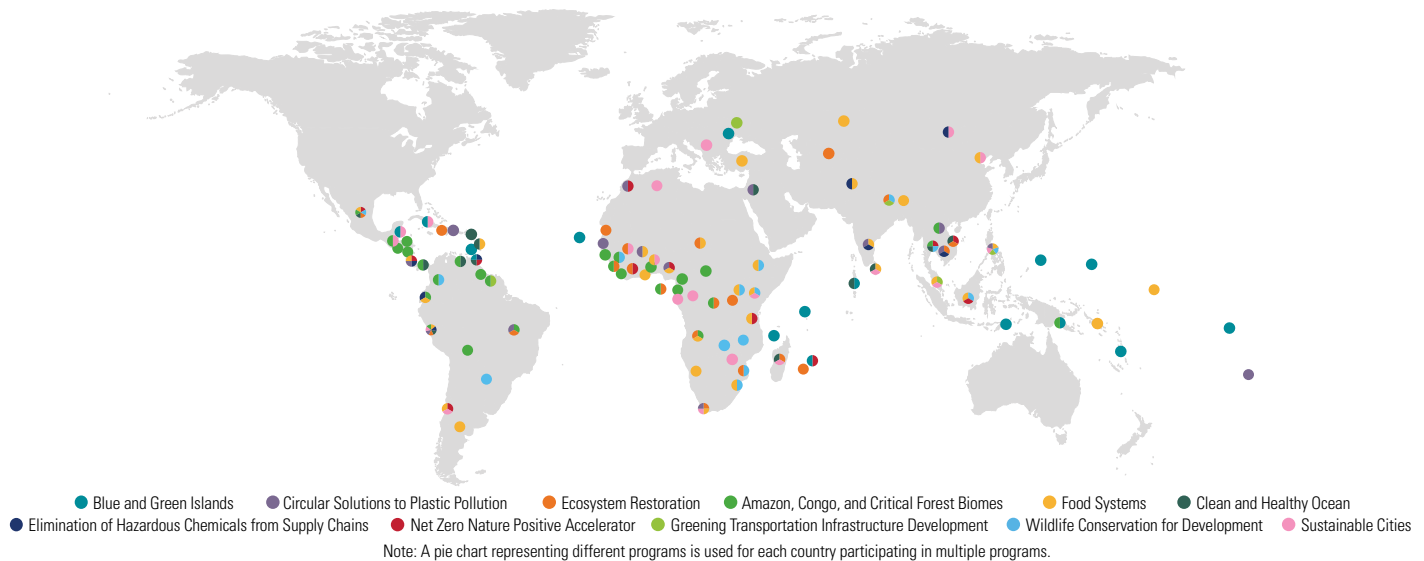 Blue and Green Islands Circular Solutions to Plastic Pollution Ecosystem Restoration Amazon, Congo, and Critical Forest Biomes Food Systems Clean and Healthy Ocean
Elimination of Hazardous Chemicals from Supply Chains Net Zero Nature Positive Accelerator Greening Transportation Infrastructure Development Wildlife Conservation for Development Sustainable Cities
Note: A pie chart representing different programs is used for each country participating in multiple programs.